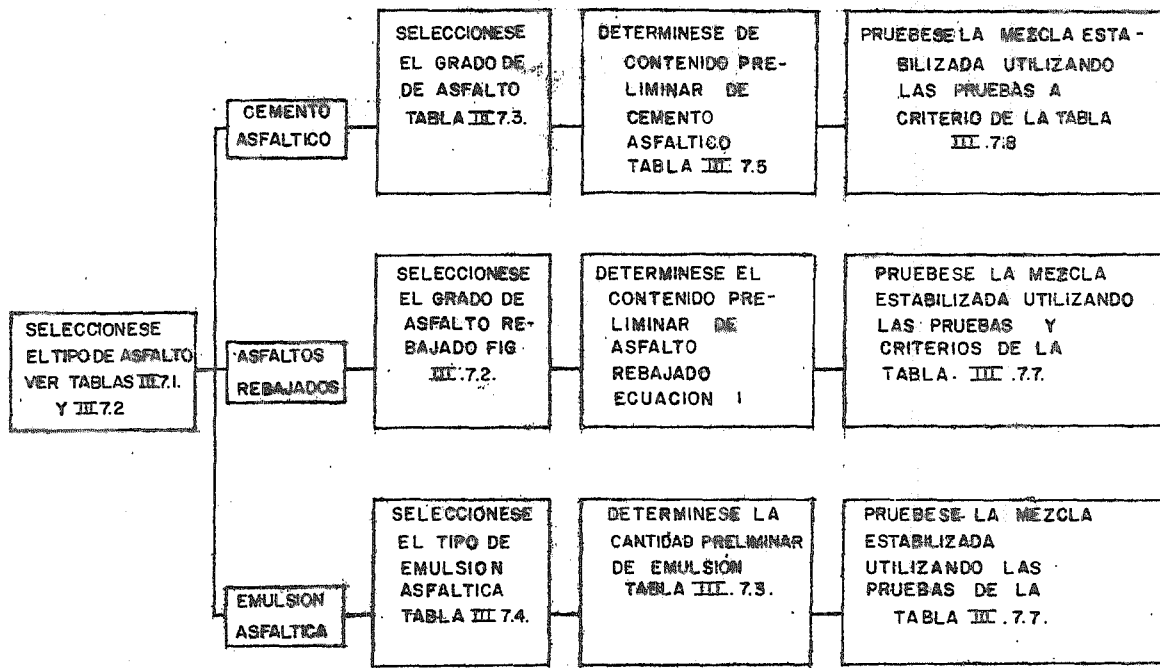 SELECCIONESE
EL TIPO DE ASFALTO
VER TABLAS III 7.1.
Y III 7.2
CEMENTO
ASFALTICO
SELECCIONESE
EL GRADO DE
DE ASFALTO
TABLA III 7.3.
DETERMINESE DE
CONTENIDO PRE-
LIMINAR DE
CEMENTO
ASFALTICO
TABLA III 7.5
PRUEBESE LA MEZCLA ESTA-
BILIZADA UTILIZANDO
LAS PRUEBAS A
CRITERIO DE LA TABLA
III .7.8
ASFALTOS
REBAJADOS
SELECCIONESE
EL GRADO DE
ASFALTO RE-
BAJADO FIG
III .7.2.
DETERMINESE EL
CONTENIDO PRE-
LIMINAR DE
ASFALTO
REBAJADO
ECUACION I
PRUEBESE LA MEZCLA
ESTABILIZADA UTILIZANDO
LAS PRUEBAS Y
CRITERIOS DE LA
TABLA. III .7.7.
EMULSION
ASFALTICA
SELECCIONESE
EL TIPO DE
EMULSION
ASFALTICA
TABLA III 7.4.
DETERMINESE LA
CANTIDAD PRELIMINAR
DE EMULSIÓN
TABLA III. 7.3.
PRUEBESE LA MEZCLA
ESTABILIZADA
UTILIZANDO LAS
PRUEBAS DE LA
TABLA III .7.7.